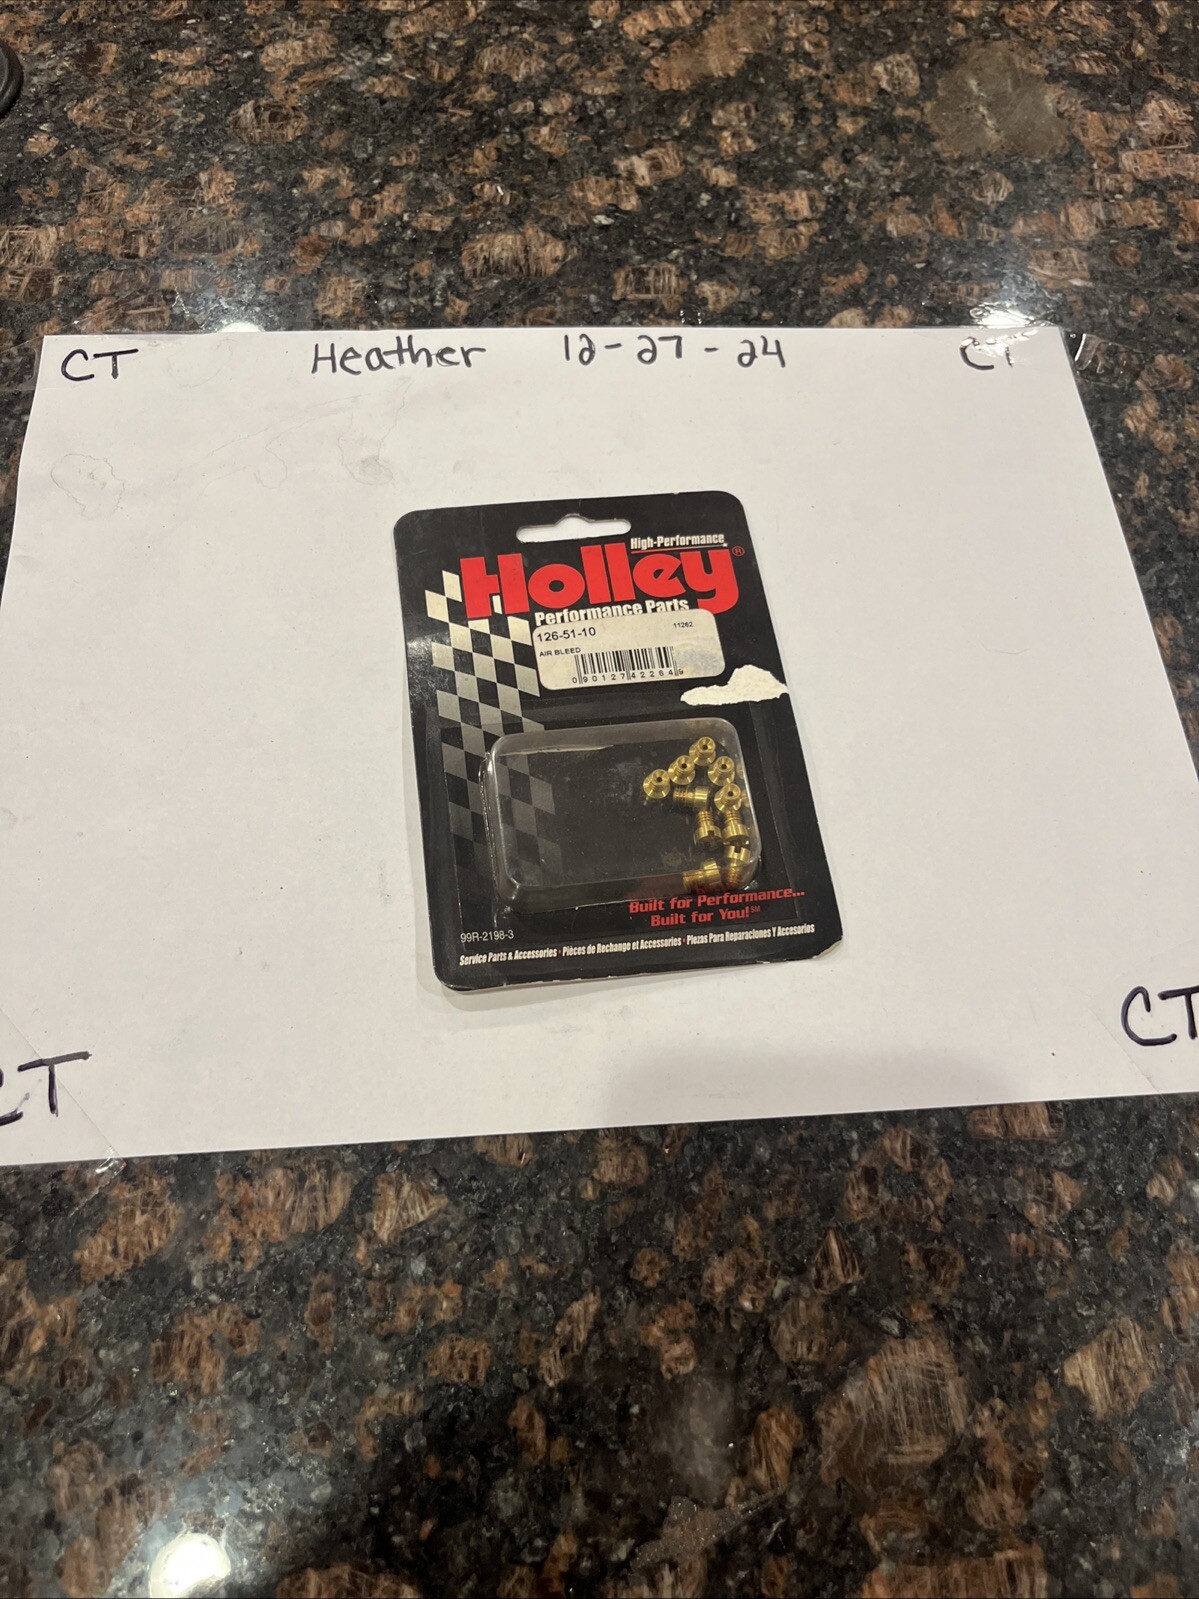 CT Heather 12-27-24 CT
High-Performance
Holley®
Performance Parts
126-51-10 11262
AIR BLEED
0 90127 42264 9
Built for Performance...
Built for You!℠
99R-2198-3
Service Parts & Accessories • Pièces de Rechange et Accessories • Piezas Para Reparaciones Y Accesorios
CT
CT